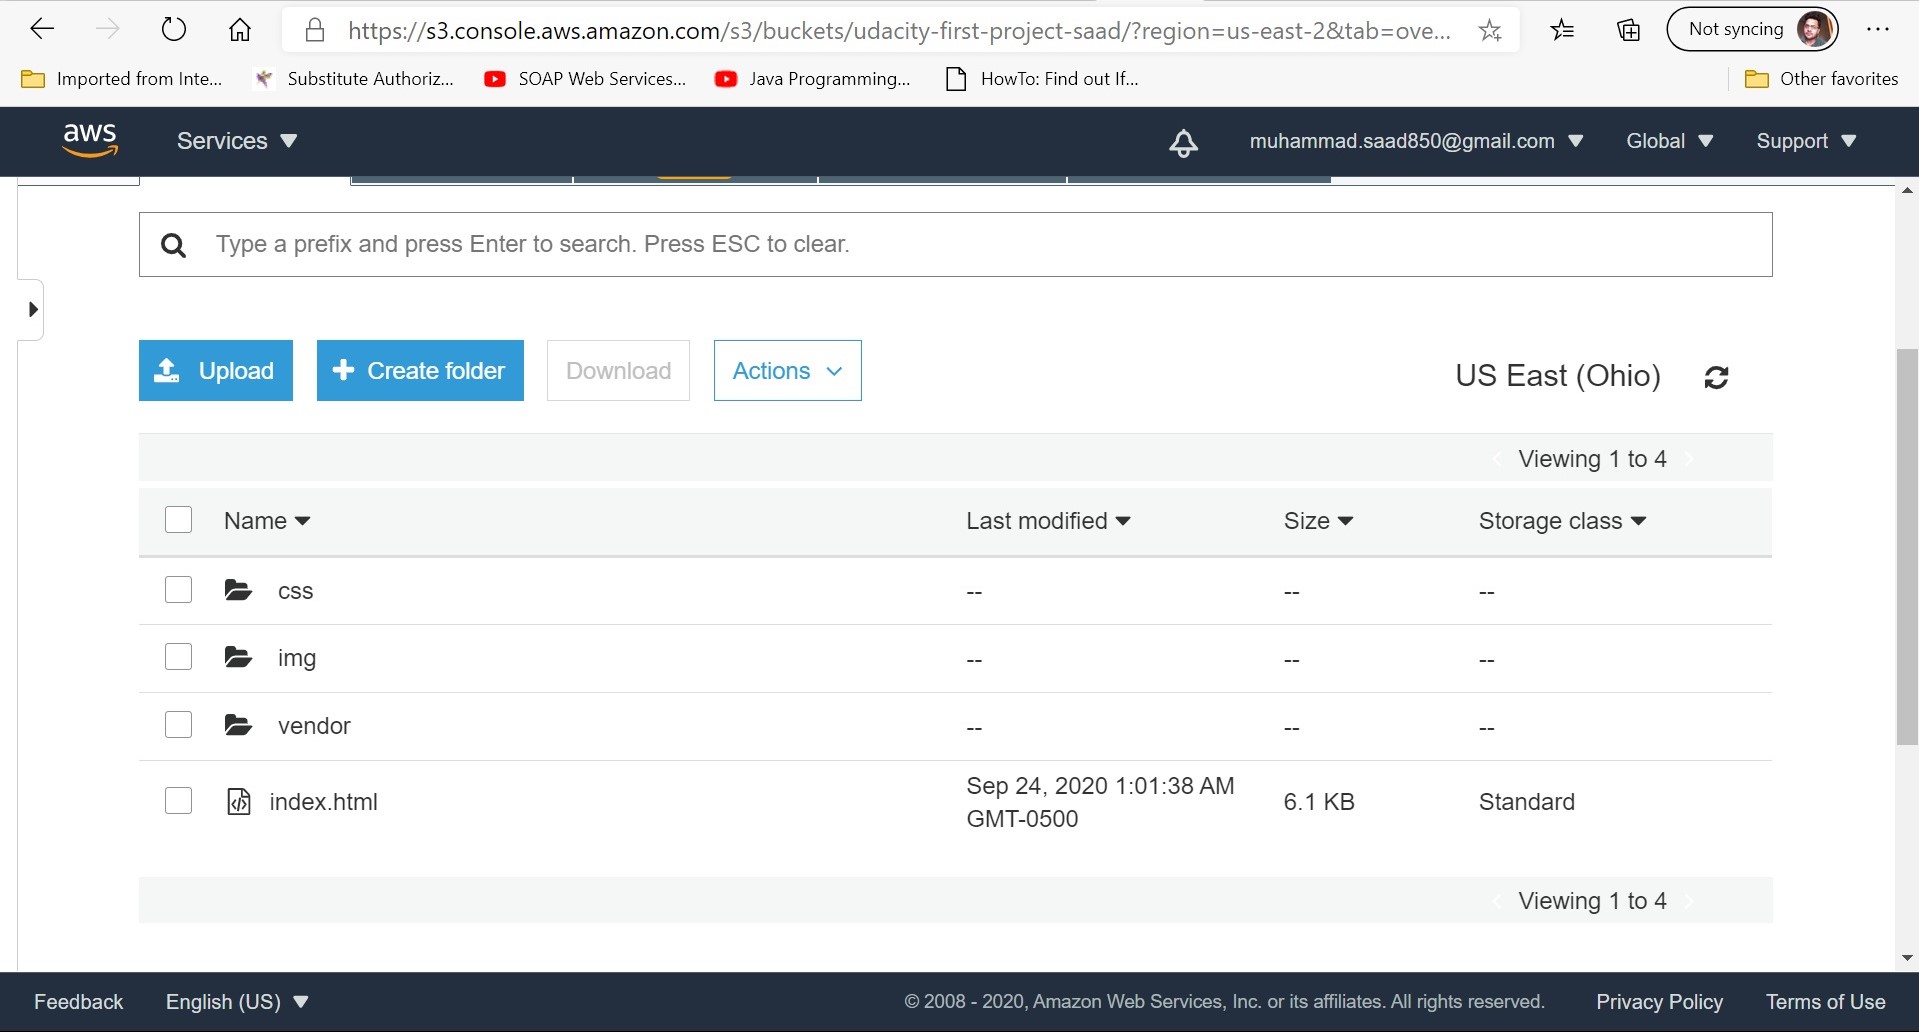 https://s3.console.aws.amazon.com/s3/buckets/udacity-first-project-saad/?region=us-east-2&tab=ove...
Not syncing
Imported from Inte...
Substitute Authoriz...
SOAP Web Services...
Java Programming...
HowTo: Find out If...
Other favorites
aws
Services
muhammad.saad850@gmail.com
Global
Support
Type a prefix and press Enter to search. Press ESC to clear.
Upload
Create folder
Download
Actions
US East (Ohio)
Viewing 1 to 4
Name
Last modified
Size
Storage class
css
--
--
--
img
--
--
--
vendor
--
--
--
index.html
Sep 24, 2020 1:01:38 AM
GMT-0500
6.1 KB
Standard
Viewing 1 to 4
Feedback
English (US)
© 2008 - 2020, Amazon Web Services, Inc. or its affiliates. All rights reserved.
Privacy Policy
Terms of Use